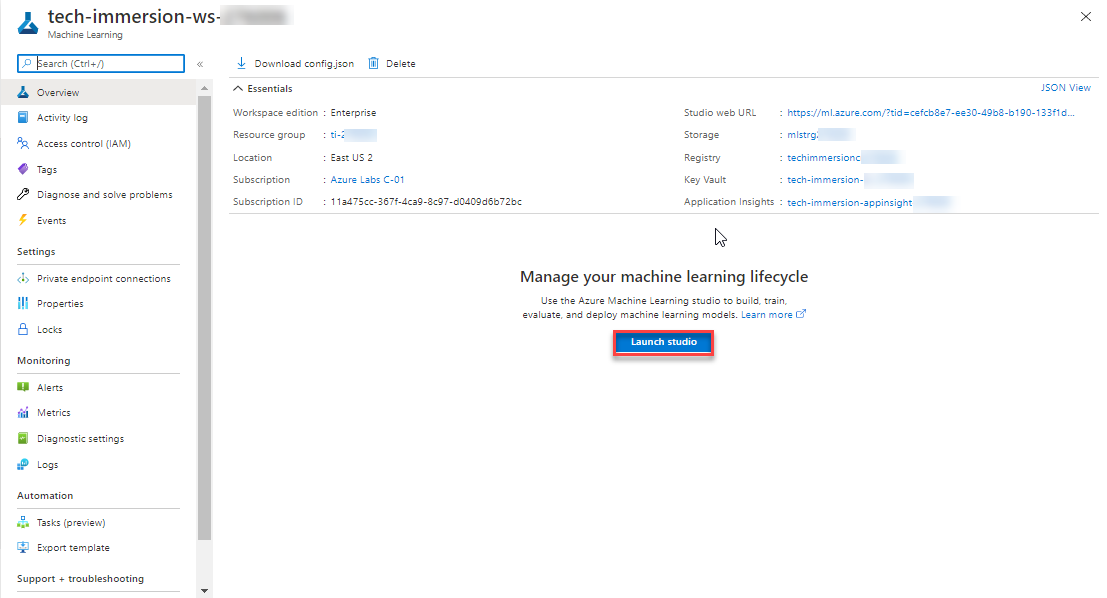 tech-immersion-ws-
Machine Learning
Search (Ctrl+/)
«
Overview
Activity log
Access control (IAM)
Tags
Diagnose and solve problems
Events
Settings
Private endpoint connections
Properties
Locks
Monitoring
Alerts
Metrics
Diagnostic settings
Logs
Automation
Tasks (preview)
Export template
Support + troubleshooting
Download config.json Delete
Essentials JSON View
Workspace edition : Enterprise
Resource group : ti-2
Location : East US 2
Subscription : Azure Labs C-01
Subscription ID : 11a475cc-367f-4ca9-8c97-d0409d6b72bc
Studio web URL : https://ml.azure.com/?tid=cefcb8e7-ee30-49b8-b190-133f1d...
Storage : mlstrg
Registry : techimmersionc
Key Vault : tech-immersion-
Application Insights : tech-immersion-appinsight
Manage your machine learning lifecycle
Use the Azure Machine Learning studio to build, train,
evaluate, and deploy machine learning models. Learn more
Launch studio